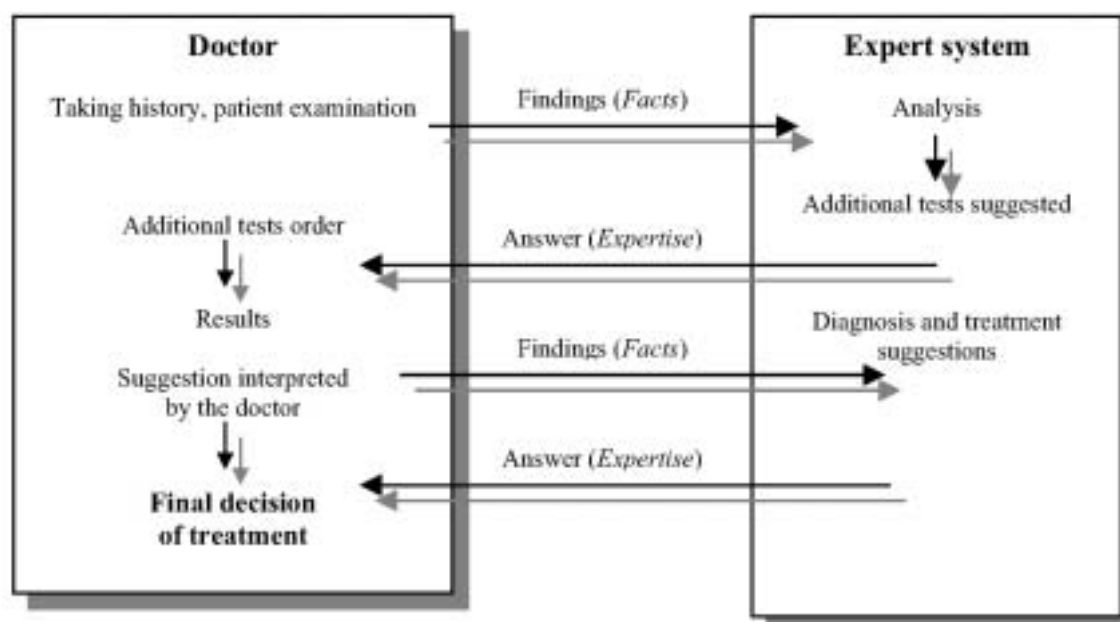 Doctor
Taking history, patient examination
Additional tests order
Results
Suggestion interpreted
by the doctor
Final decision
of treatment
Findings (Facts)
Answer (Expertise)
Findings (Facts)
Answer (Expertise)
Expert system
Analysis
Additional tests suggested
Diagnosis and treatment
suggestions